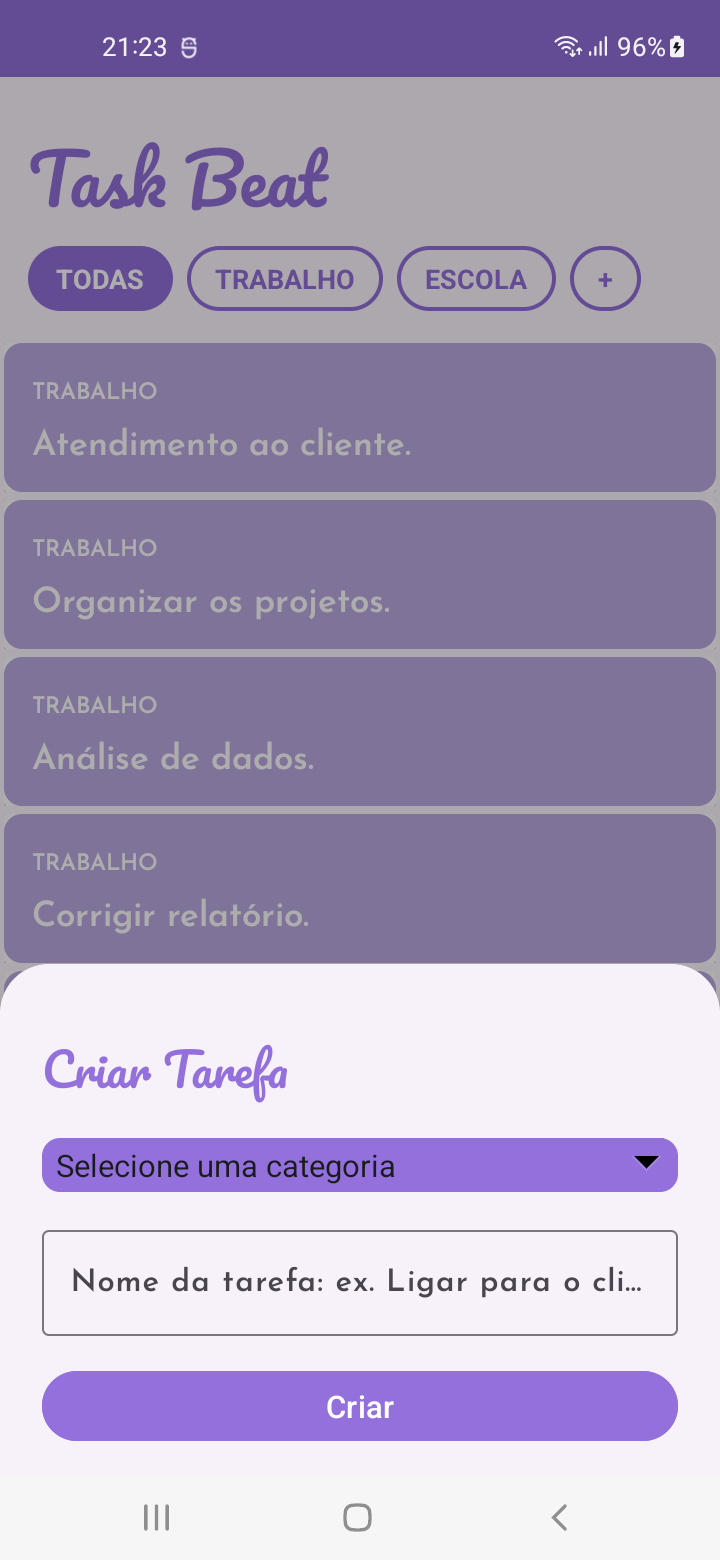 21:23
96%
Task Beat
TODAS TRABALHO ESCOLA +
TRABALHO
Atendimento ao cliente.
TRABALHO
Organizar os projetos.
TRABALHO
Análise de dados.
TRABALHO
Corrigir relatório.
Criar Tarefa
Selecione uma categoria
Nome da tarefa: ex. Ligar para o cli...
Criar